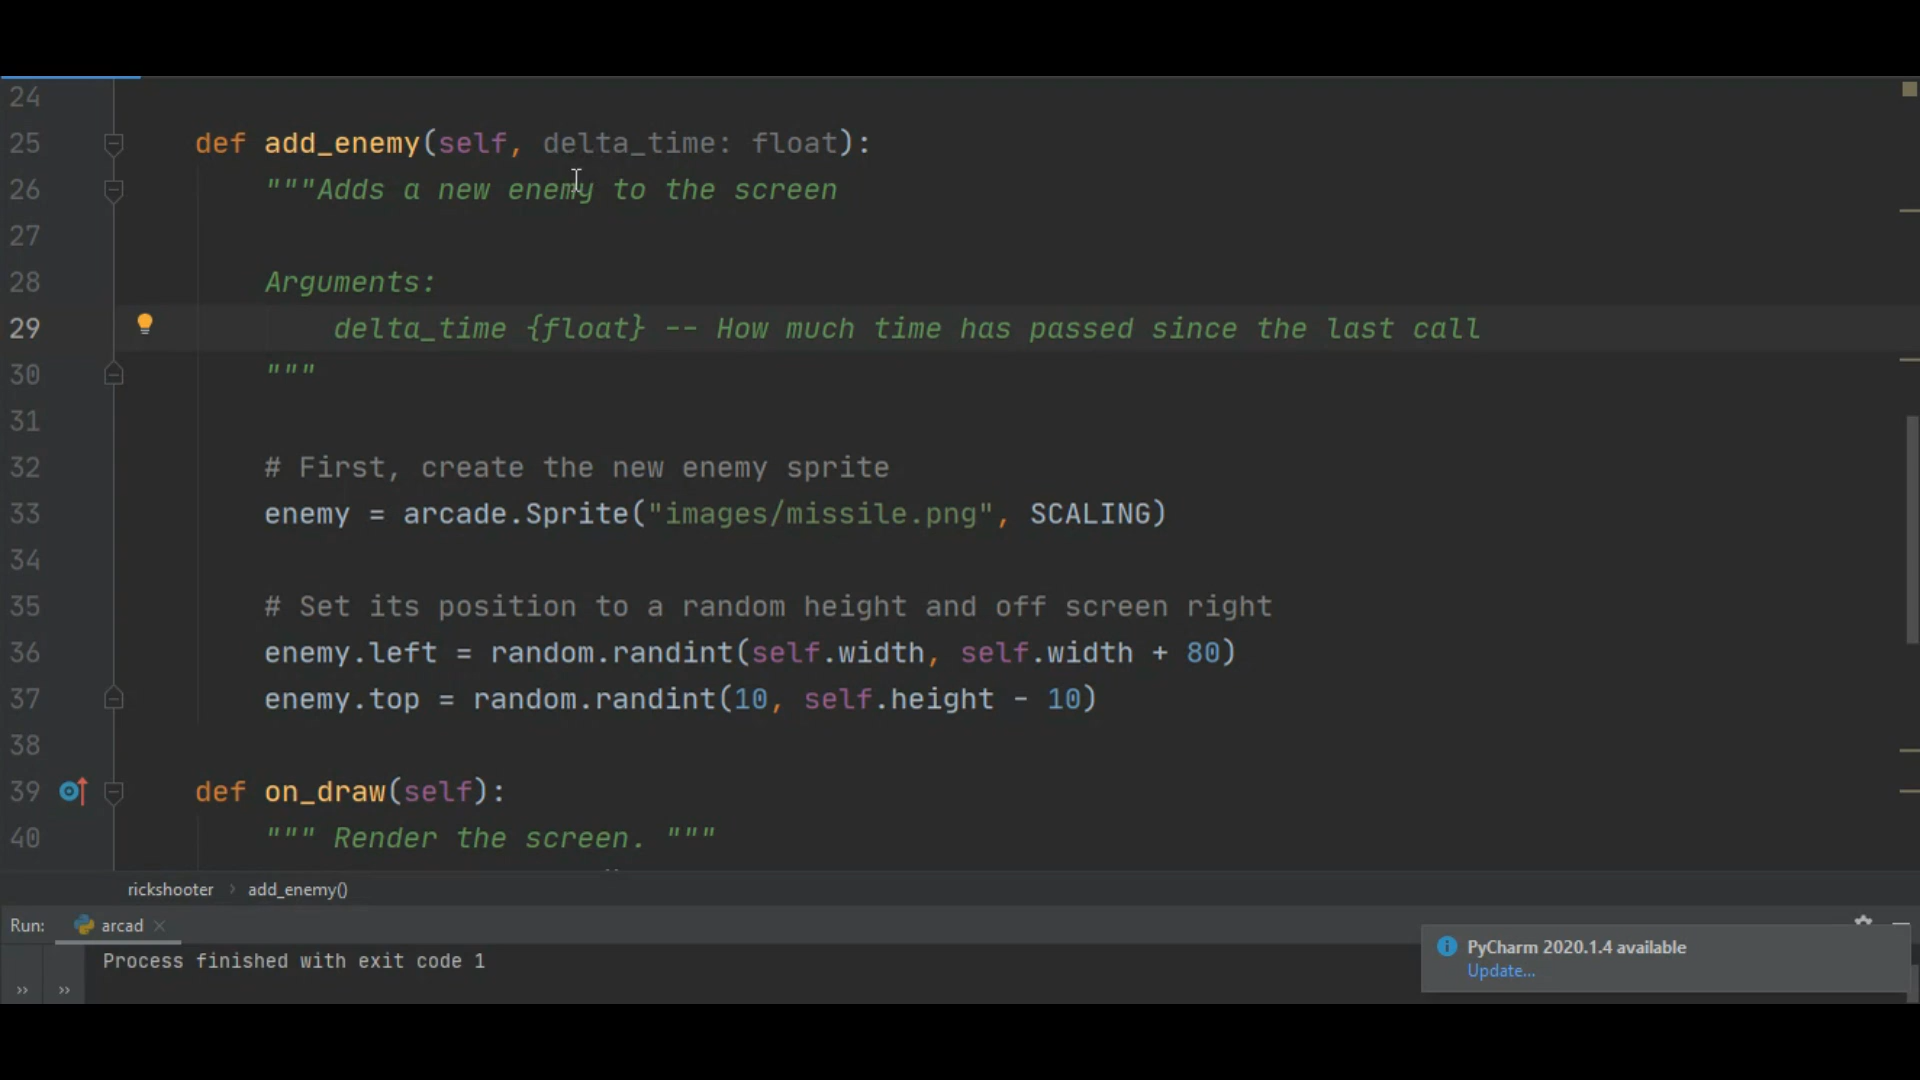 24
25 def add_enemy(self, delta_time: float):
26 """Adds a new enemy to the screen
27
28 Arguments:
29 delta_time {float} -- How much time has passed since the last call
30 """
31
32 # First, create the new enemy sprite
33 enemy = arcade.Sprite("images/missile.png", SCALING)
34
35 # Set its position to a random height and off screen right
36 enemy.left = random.randint(self.width, self.width + 80)
37 enemy.top = random.randint(10, self.height - 10)
38
39 def on_draw(self):
40 """ Render the screen. """
rickshooter › add_enemy()
Run: arcad
Process finished with exit code 1
PyCharm 2020.1.4 available
Update...